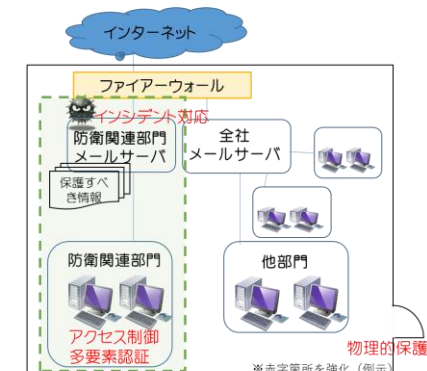 インターネット
ファイアーウォール
インシデント対応
防衛関連部門
メールサーバ
全社
メールサーバ
保護すべ
き情報
防衛関連部門
アクセス制御
多要素認証
他部門
物理的保護
※赤字箇所を強化（例示）